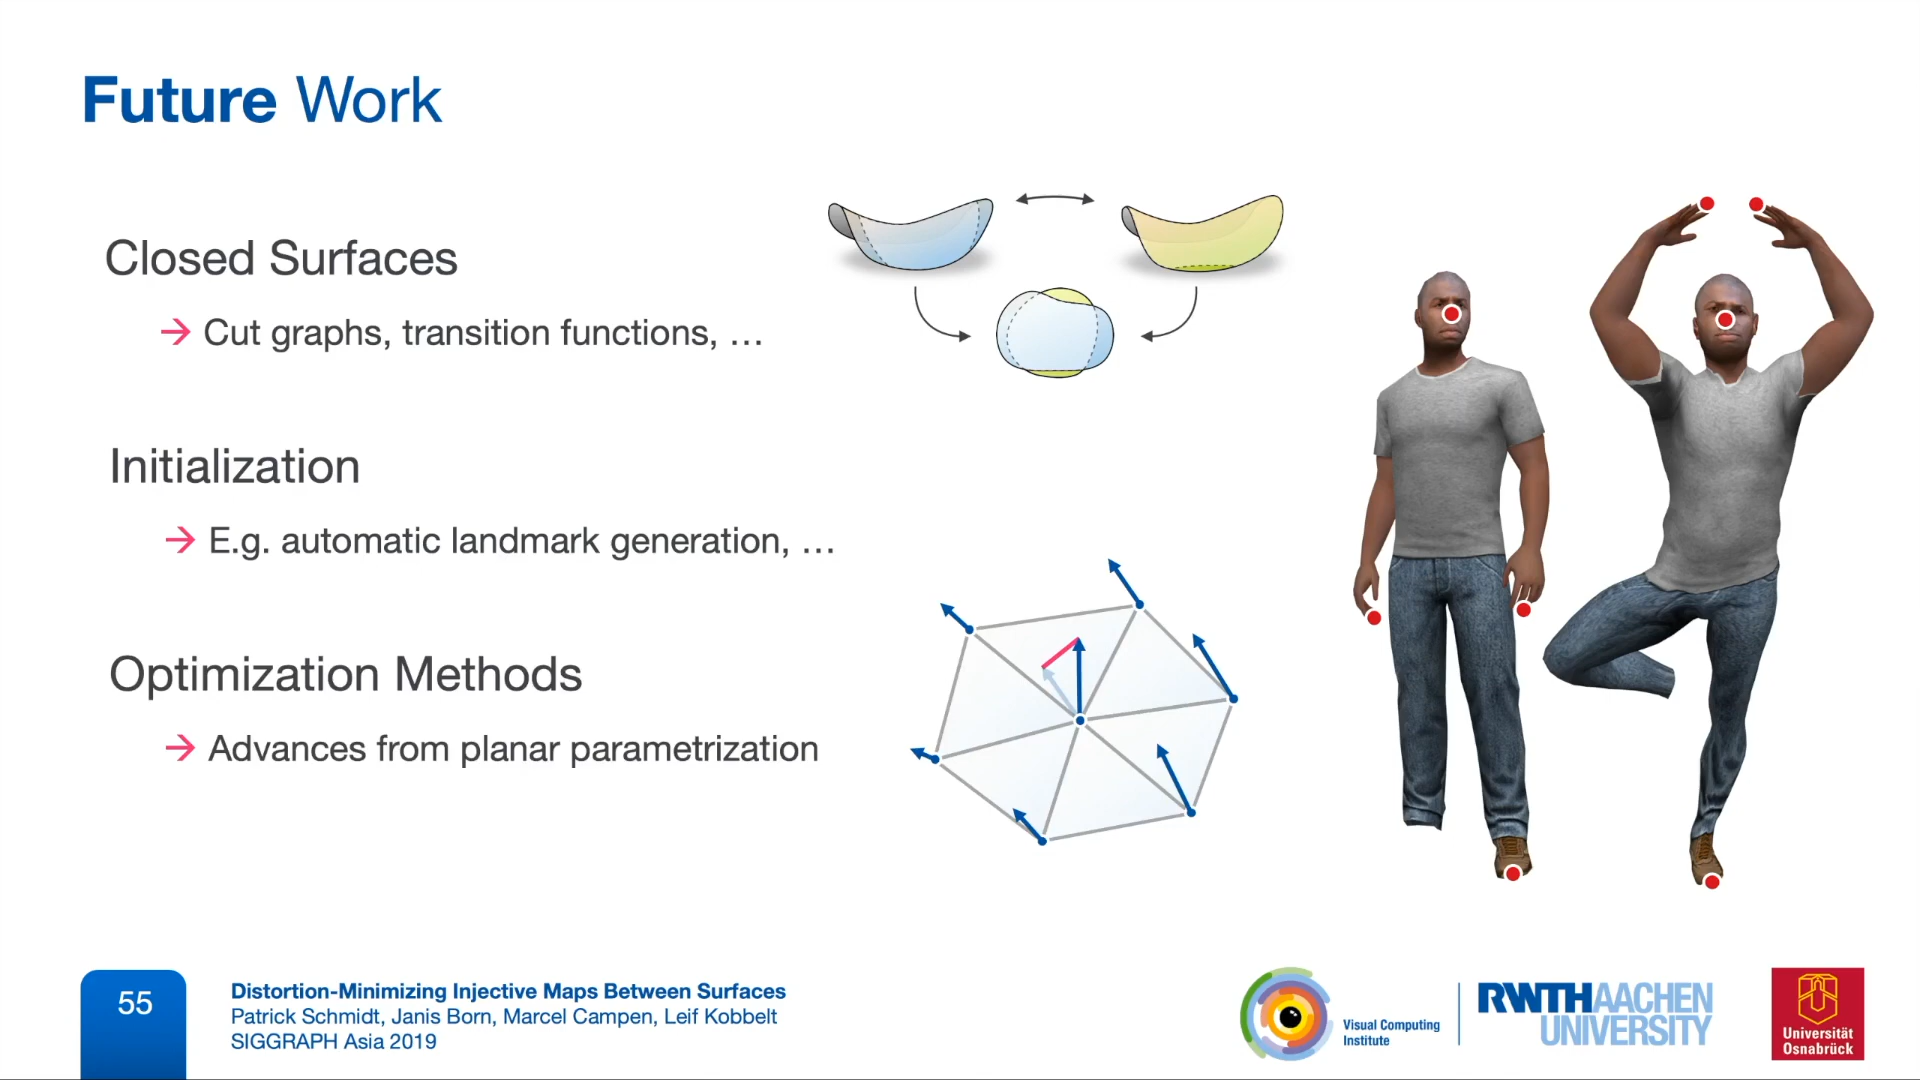 Future Work
Closed Surfaces
→ Cut graphs, transition functions, …
Initialization
→ E.g. automatic landmark generation, …
Optimization Methods
→ Advances from planar parametrization
55
Distortion-Minimizing Injective Maps Between Surfaces
Patrick Schmidt, Janis Born, Marcel Campen, Leif Kobbelt
SIGGRAPH Asia 2019
Visual Computing
Institute
RWTHAACHEN
UNIVERSITY
Universität
Osnabrück